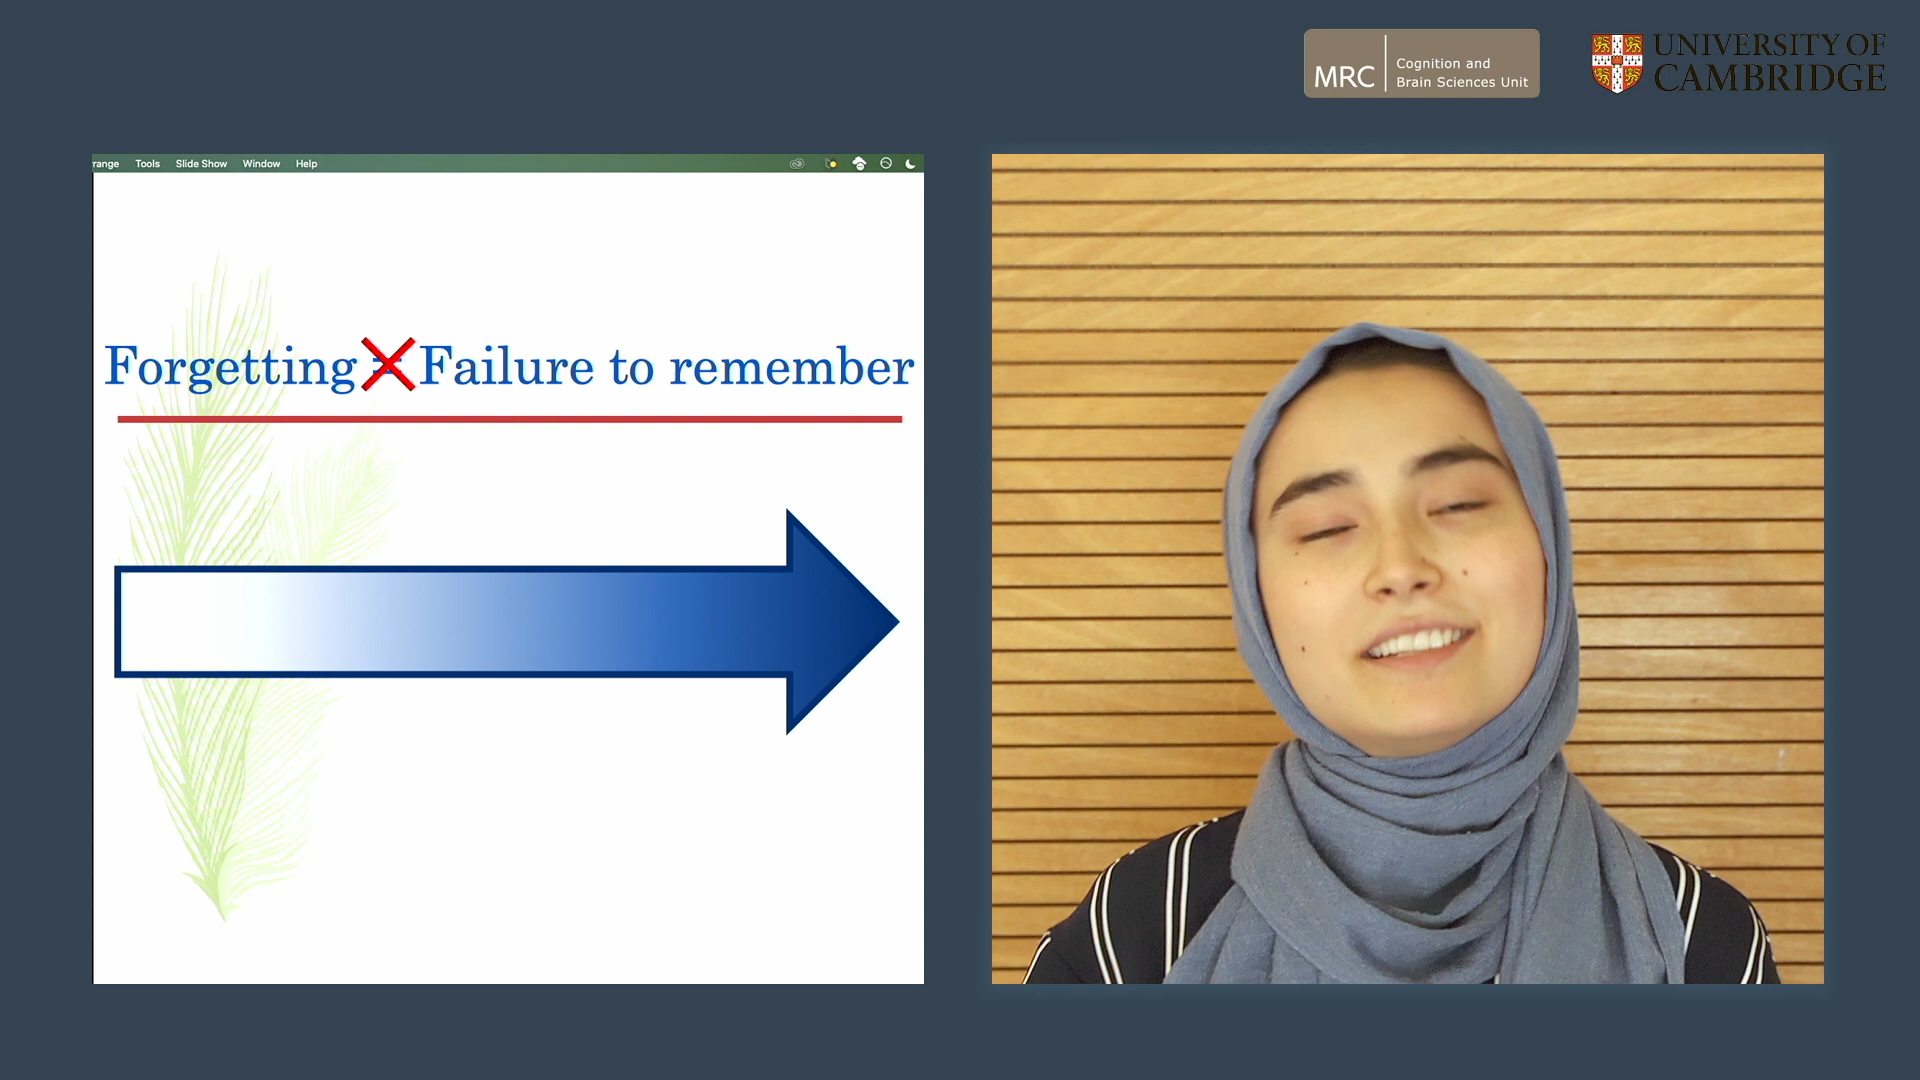 MRC
Cognition and
Brain Sciences Unit
UNIVERSITY OF
CAMBRIDGE
range Tools Slide Show Window Help
Forgetting = Failure to remember